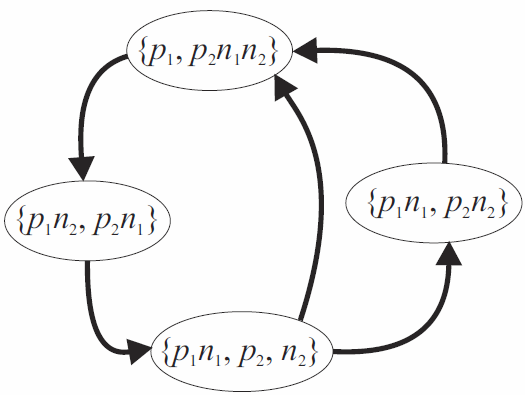 {p₁, p₂n₁n₂}
{p₁n₂, p₂n₁}
{p₁n₁, p₂n₂}
{p₁n₁, p₂, n₂}